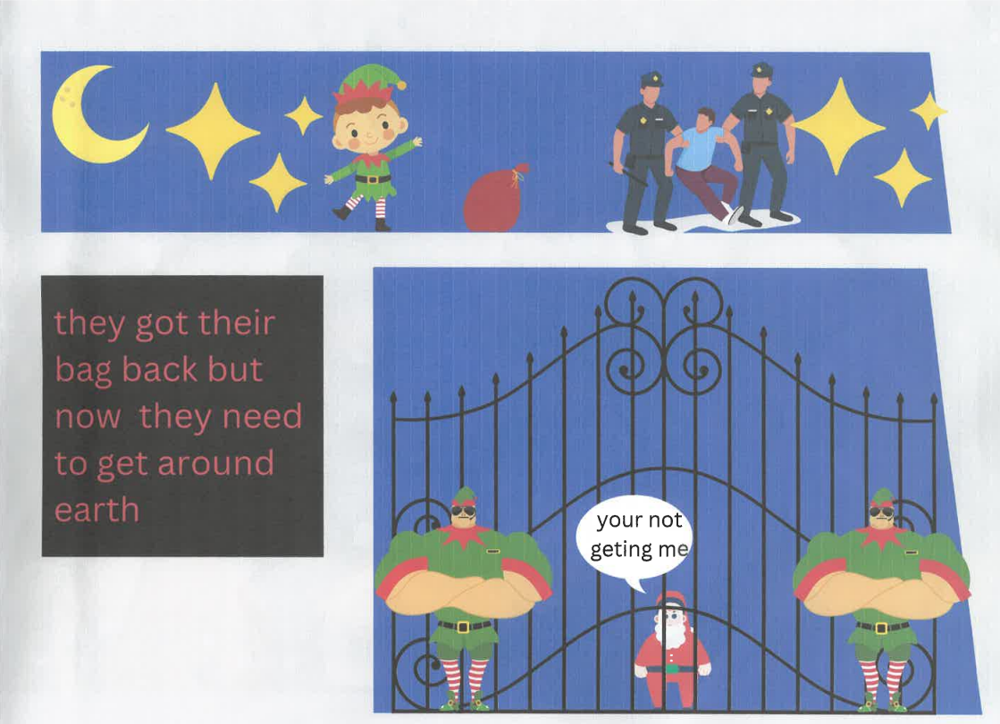 they got their
bag back but
now  they need
to get around
earth
your not
geting me